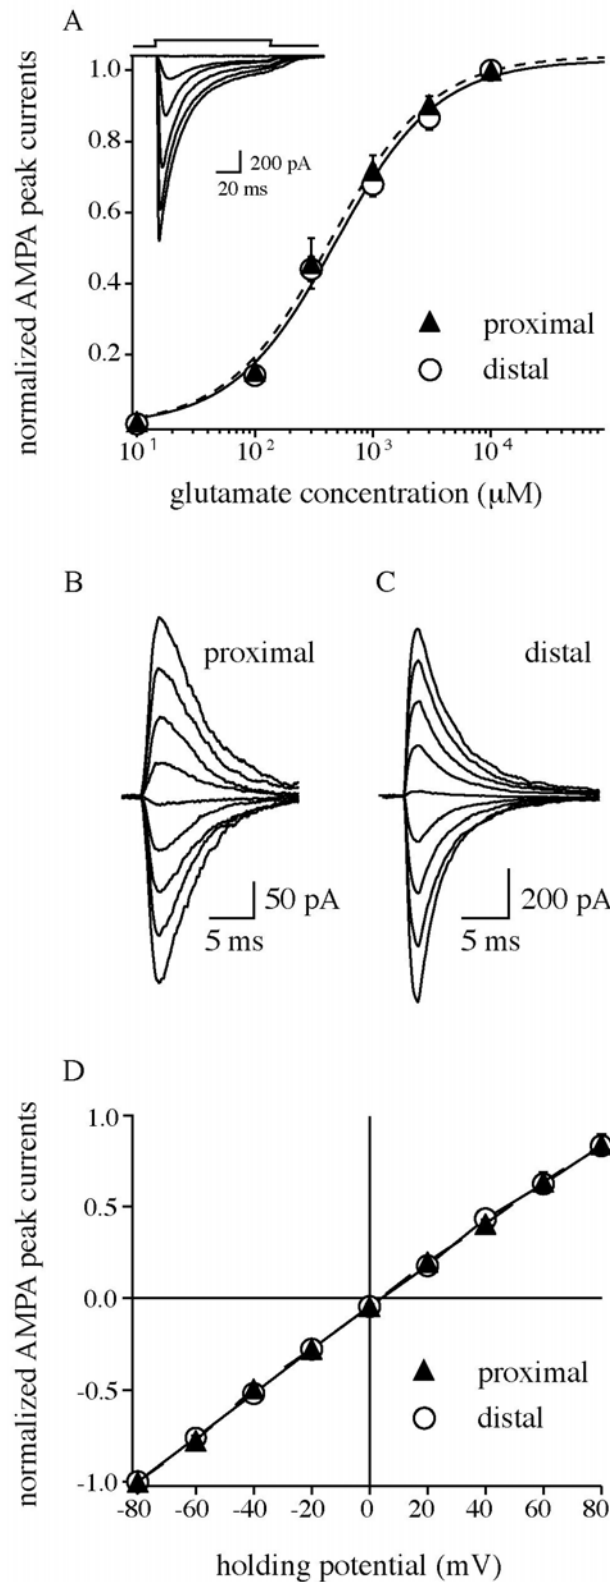 A
normalized AMPA peak currents
1.0
0.8
0.6
0.4
0.2
200 pA
20 ms
proximal
distal
10¹ 10² 10³ 10⁴
glutamate concentration (µM)
B
C
proximal
distal
50 pA
5 ms
200 pA
5 ms
D
normalized AMPA peak currents
1.0
0.5
0.0
-0.5
-1.0
proximal
distal
-80 -60 -40 -20 0 20 40 60 80
holding potential (mV)